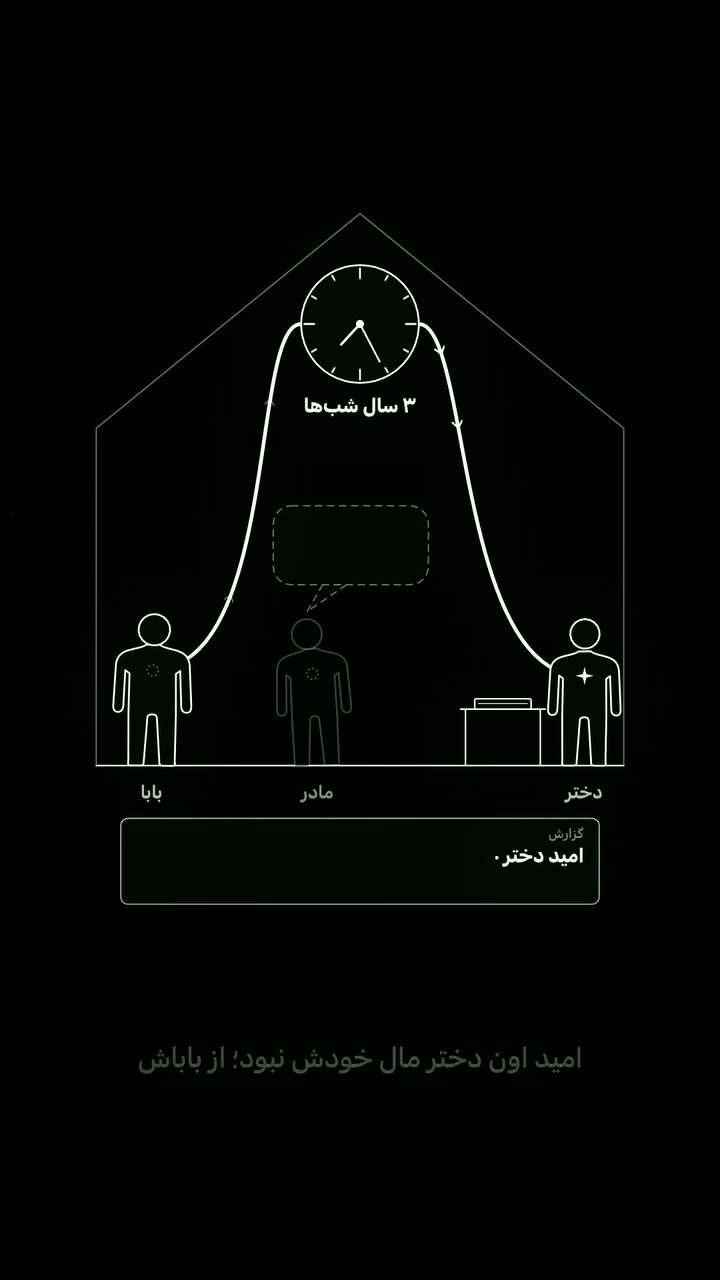 ۳ سال شب‌ها
بابا
مادر
دختر
گزارش
امید دختر·
امید اون دختر مال خودش نبود؛ از باباش